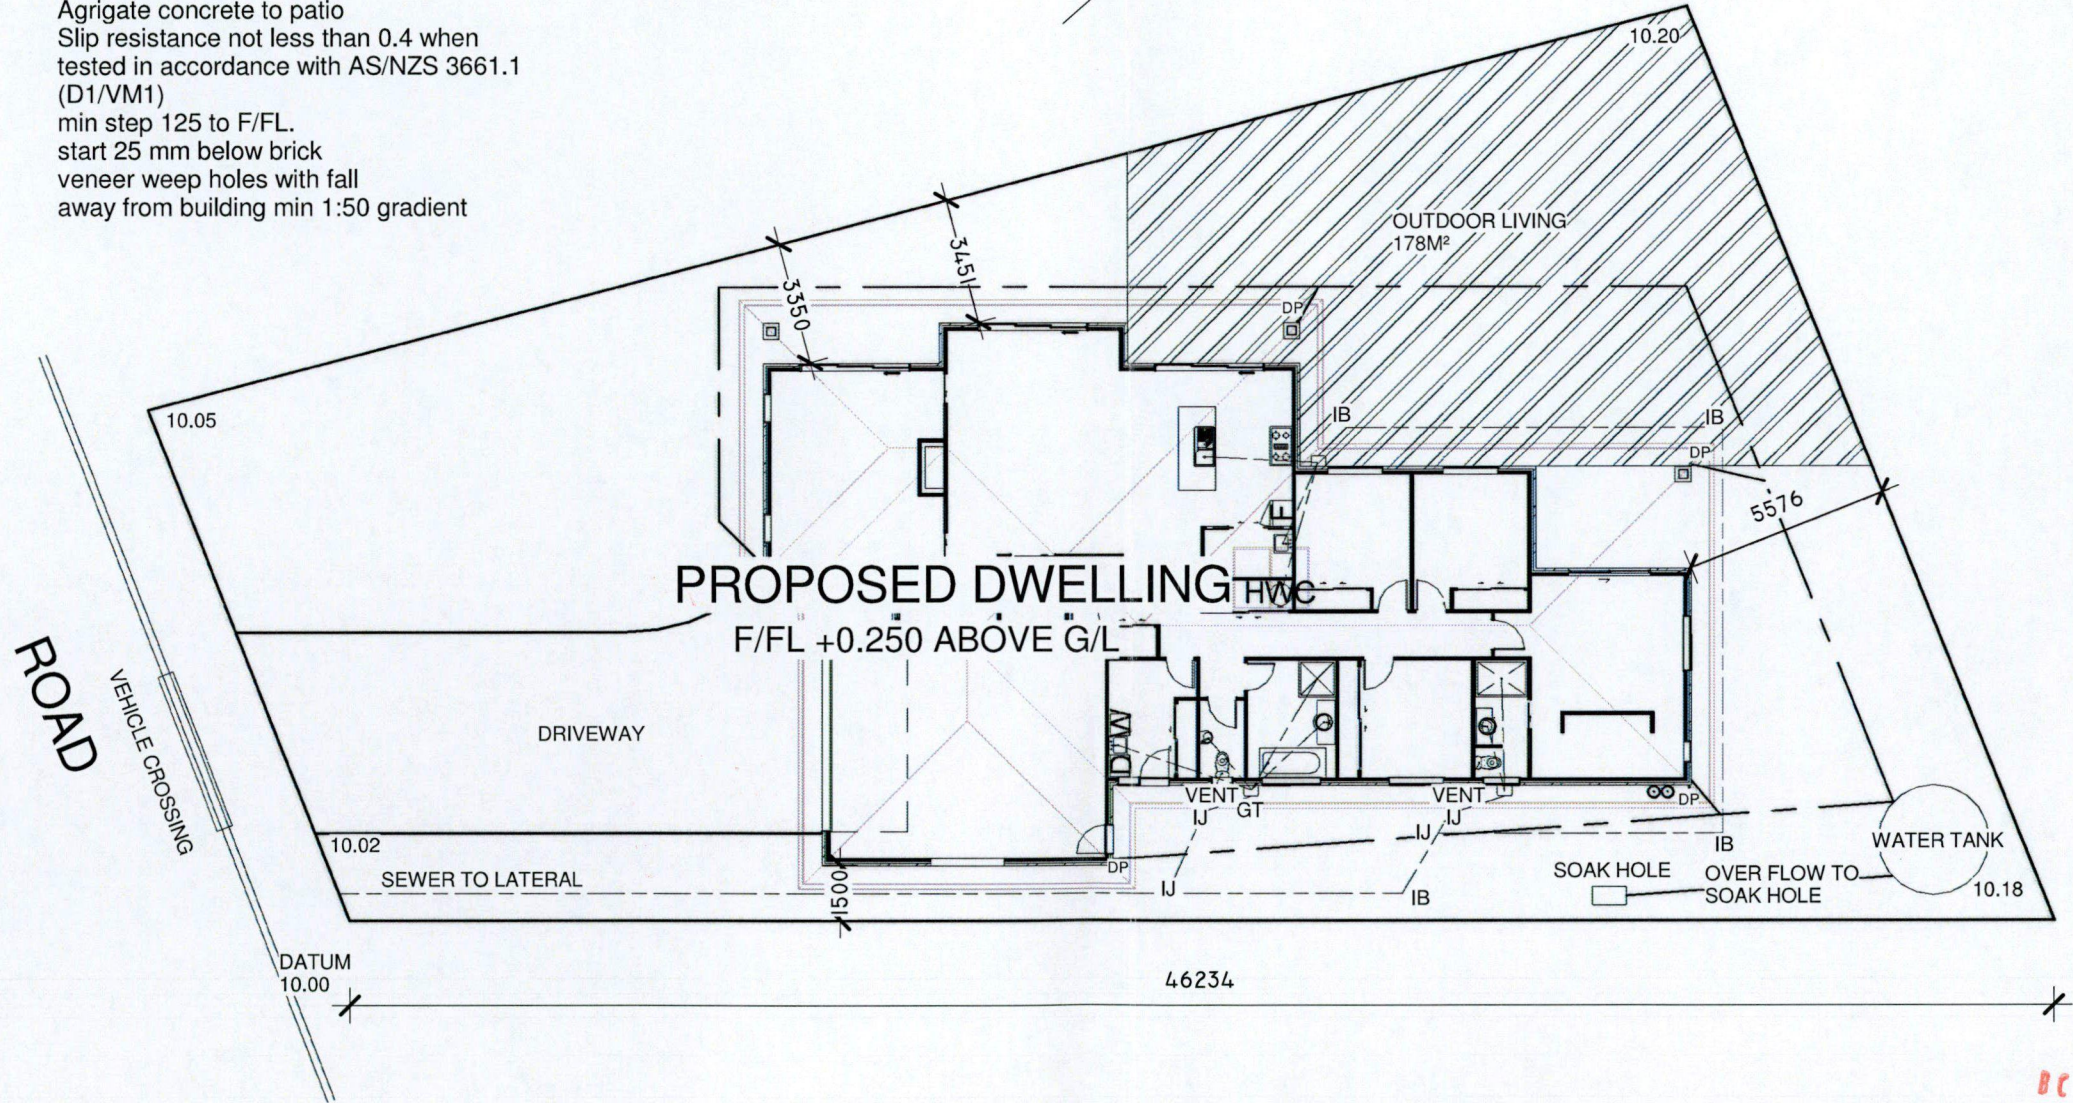 Agrigate concrete to patio
Slip resistance not less than 0.4 when
tested in accordance with AS/NZS 3661.1
(D1/VM1)
min step 125 to F/FL.
start 25 mm below brick
veneer weep holes with fall
away from building min 1:50 gradient
10.20
OUTDOOR LIVING
178M²
3451
3350
DP
10.05
IB
IB
DP
5576
F
PROPOSED DWELLING
HWC
F/FL +0.250 ABOVE G/L
ROAD
VEHICLE CROSSING
DRIVEWAY
DW
VENT
GT
IJ
VENT
IJ
DP
IJ
10.02
WATER TANK
IB
DP
SOAK HOLE
OVER FLOW TO
SOAK HOLE
10.18
SEWER TO LATERAL
1500
IJ
IB
DATUM
10.00
46234
BC